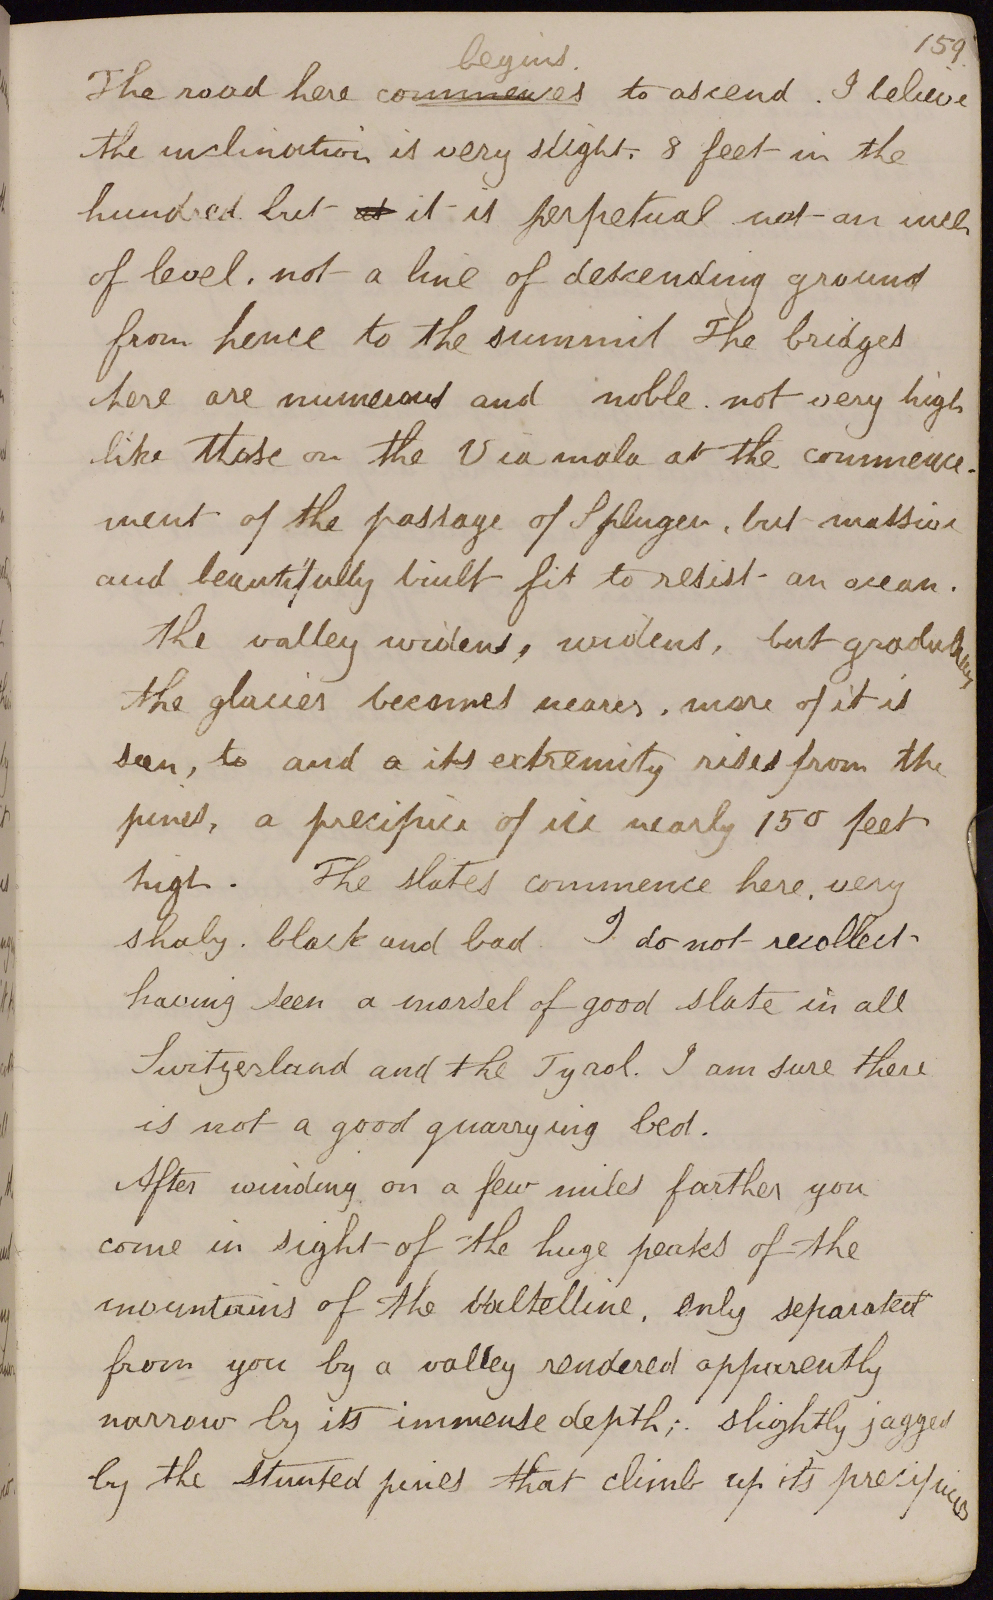 159.
begins.
The road here commences to ascend. I believe
the inclination is very slight. 8 feet in the
hundred but at it is perpetual not an inch
of level. not a line of descending ground
from hence to the summit The bridges
here are numerous and noble. not very high
like those on the Via mala at the commence-
ment of the passage of Splugen, but massive
and beautifully built fit to resist an ocean.
The valley widens, widens, but gradually
the glacier becomes nearer, more of it is
seen, to and a its extremity rises from the
pines, a precipice of ice nearly 150 feet
high. The slates commence here, very
shaly. black and bad I do not recollect
having seen a morsel of good slate in all
Switzerland and the Tyrol. I am sure there
is not a good quarrying bed.
After winding on a few miles farther you
come in sight of the huge peaks of the
mountains of the Valtelline, only separated
from you by a valley rendered apparently
narrow by its immense depth;. slightly jagged
by the stunted pines that climb up its precipices